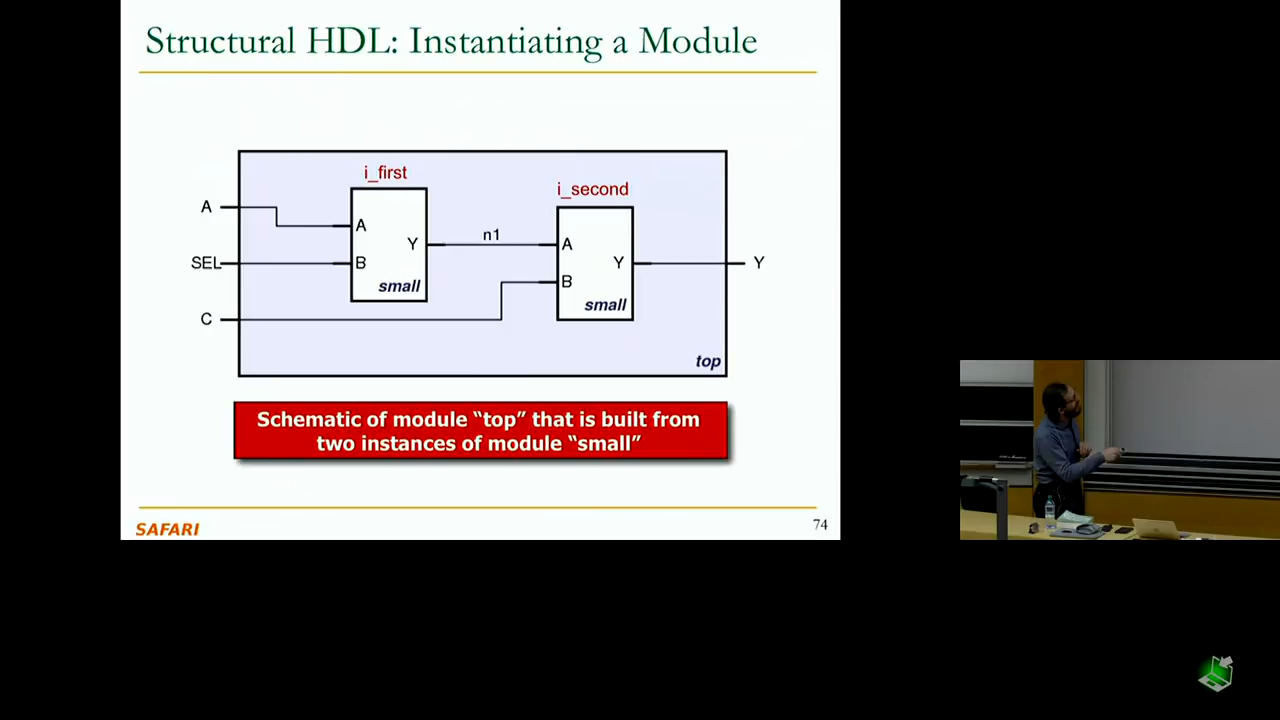 Structural HDL: Instantiating a Module
i_first
i_second
A
A
Y
n1
A
SEL
B
Y
Y
B
small
small
C
top
Schematic of module “top” that is built from
two instances of module “small”
SAFARI
74